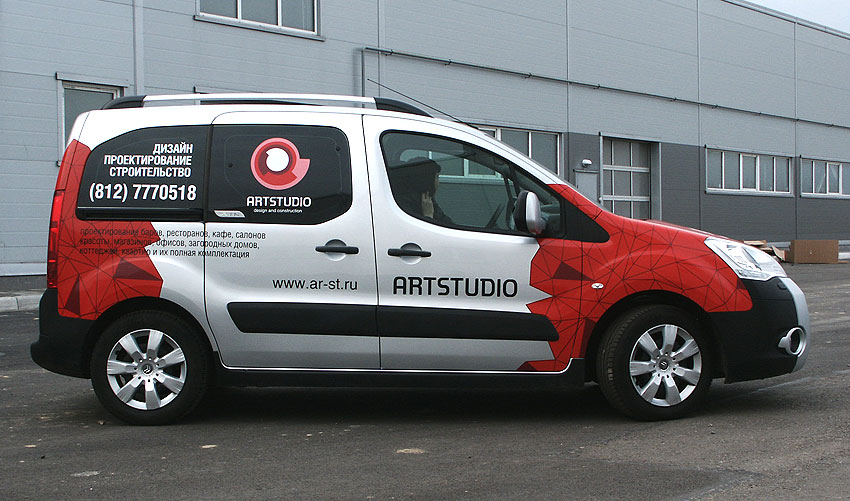 ДИЗАЙН
ПРОЕКТИРОВАНИЕ
СТРОИТЕЛЬСТВО
(812) 7770518
ARTSTUDIO
design and construction
проектирование баров, ресторанов, кафе, салонов
красоты, магазинов, офисов, загородных домов,
коттеджей, квартир и их полная комплектация
www.ar-st.ru
ARTSTUDIO